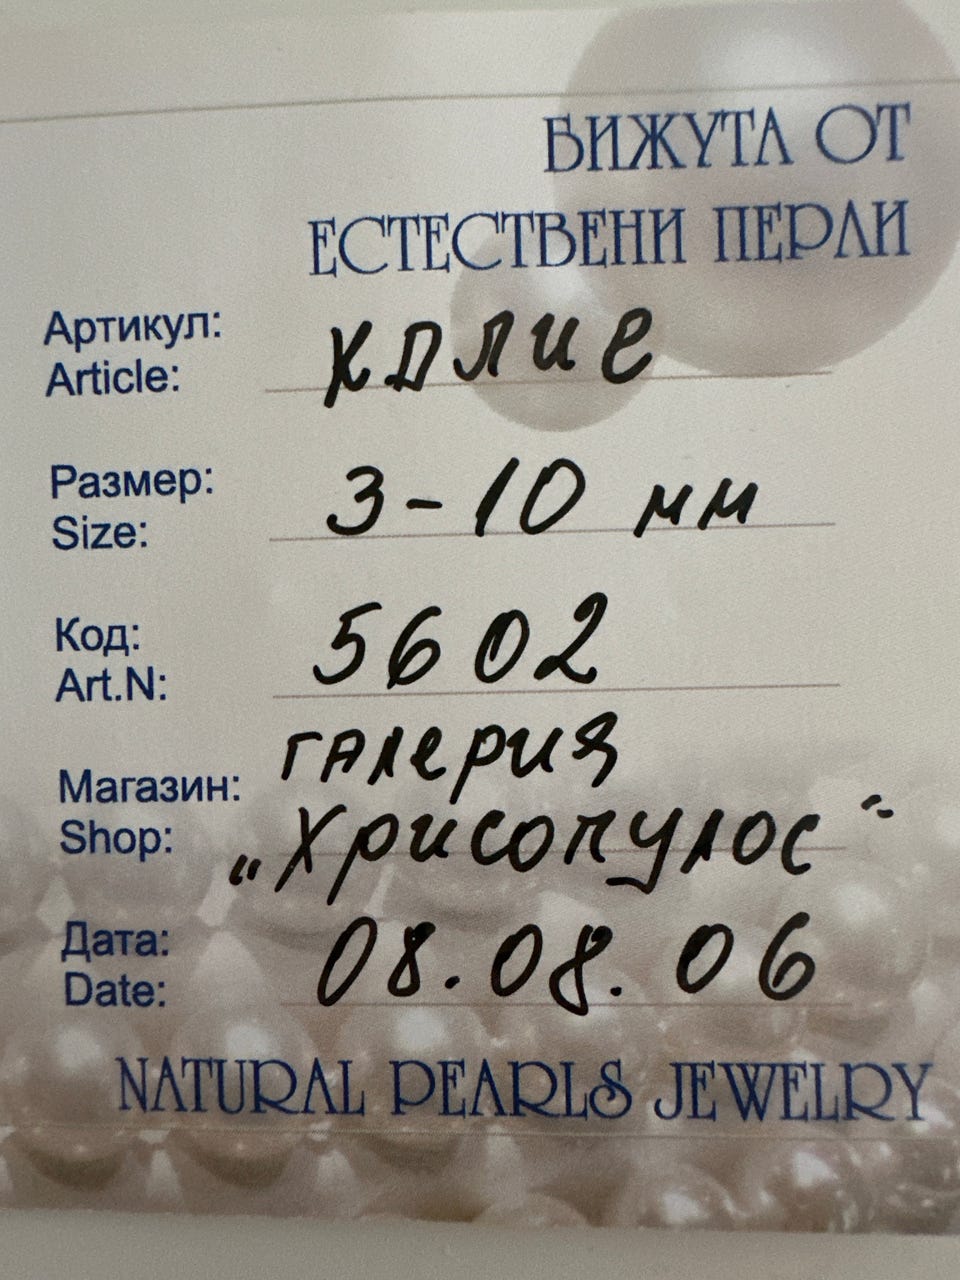 БИЖУТА ОТ
ЕСТЕСТВЕНИ ПЕРЛИ
Артикул: колие
Article:
Размер: 3-10 мм
Size:
Код: 5602
Art.N:
галерия
Магазин:
Shop: „Хрисопулос“
Дата: 08.08.06
Date:
NATURAL PEARLS JEWELRY